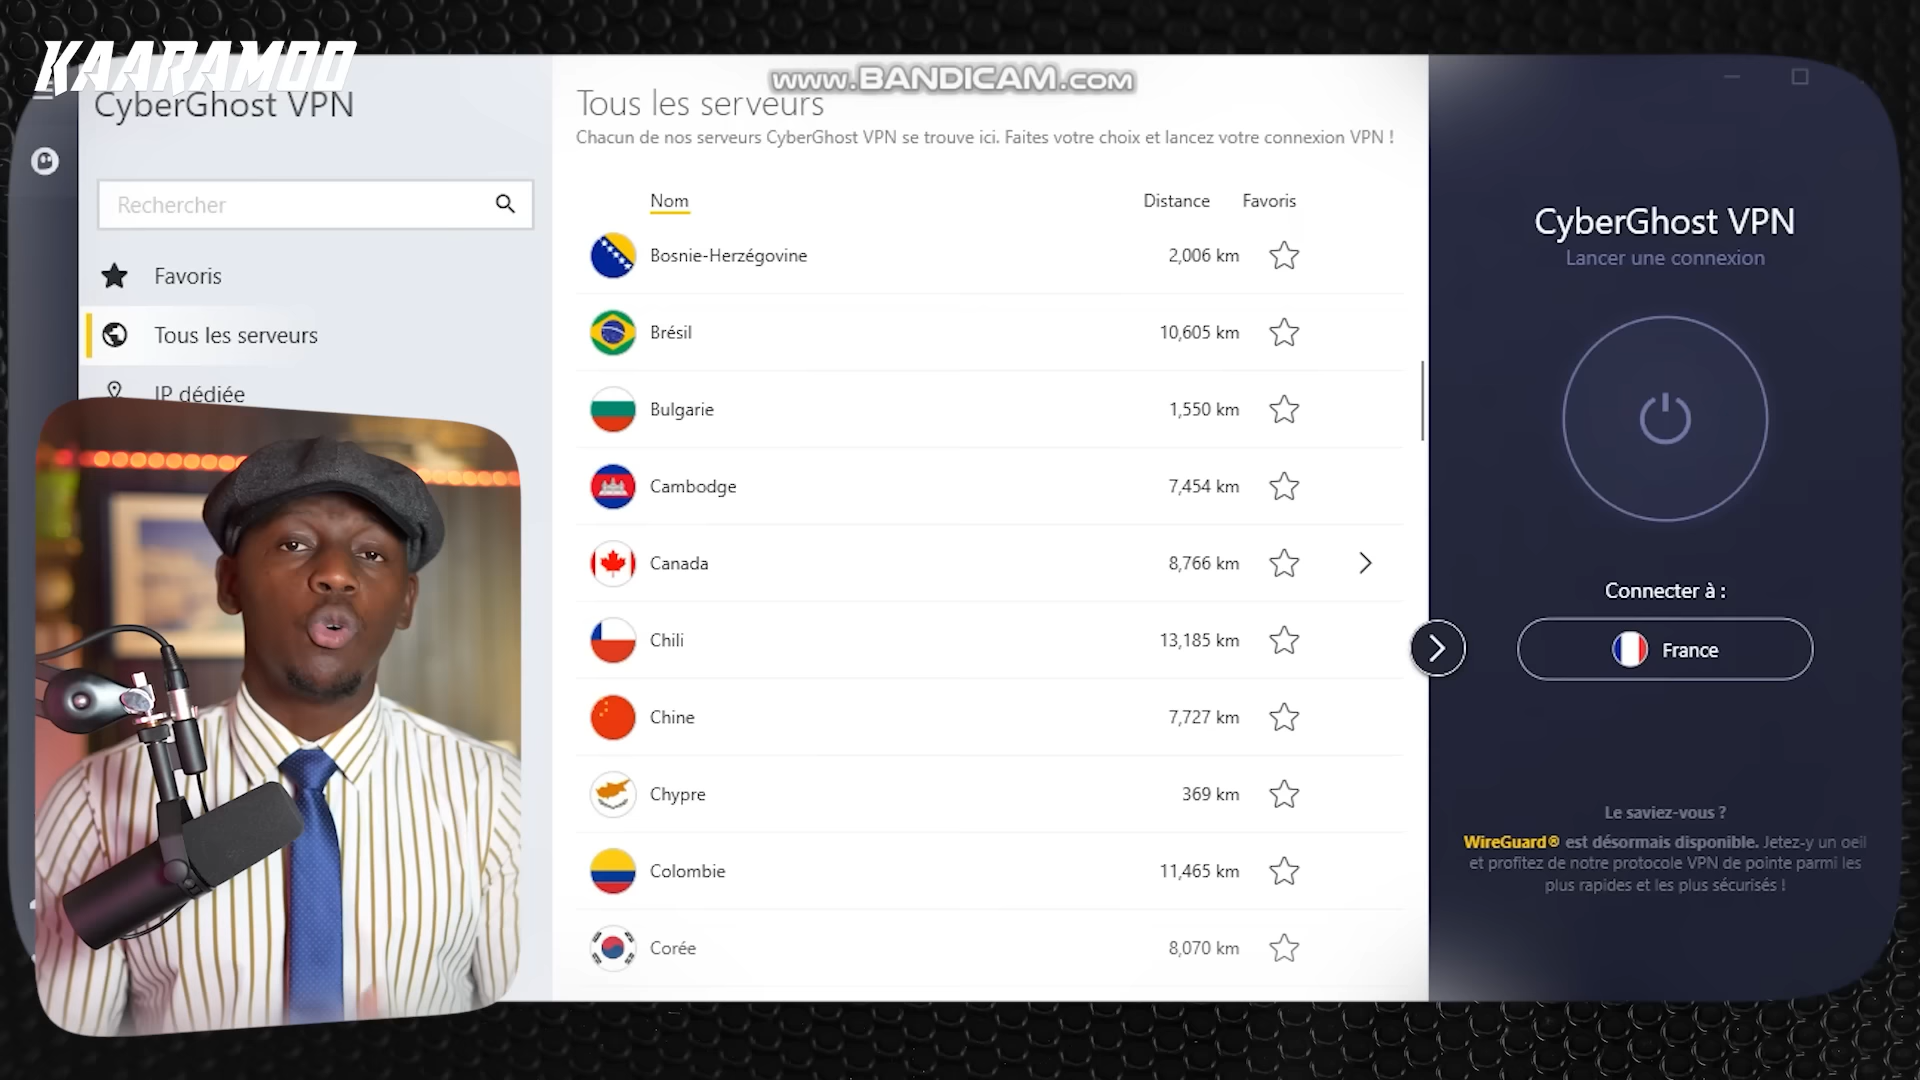 KAARAMOO
www.BANDICAM.com
CyberGhost VPN
Rechercher
Favoris
Tous les serveurs
IP dédiée
Tous les serveurs
Chacun de nos serveurs CyberGhost VPN se trouve ici. Faites votre choix et lancez votre connexion VPN !
Nom Distance Favoris
Bosnie-Herzégovine 2,006 km
Brésil 10,605 km
Bulgarie 1,550 km
Cambodge 7,454 km
Canada 8,766 km
Chili 13,185 km
Chine 7,727 km
Chypre 369 km
Colombie 11,465 km
Corée 8,070 km
CyberGhost VPN
Lancer une connexion
Connecter à :
France
Le saviez-vous ?
WireGuard® est désormais disponible. Jetez-y un oeil
et profitez de notre protocole VPN de pointe parmi les
plus rapides et les plus sécurisés !